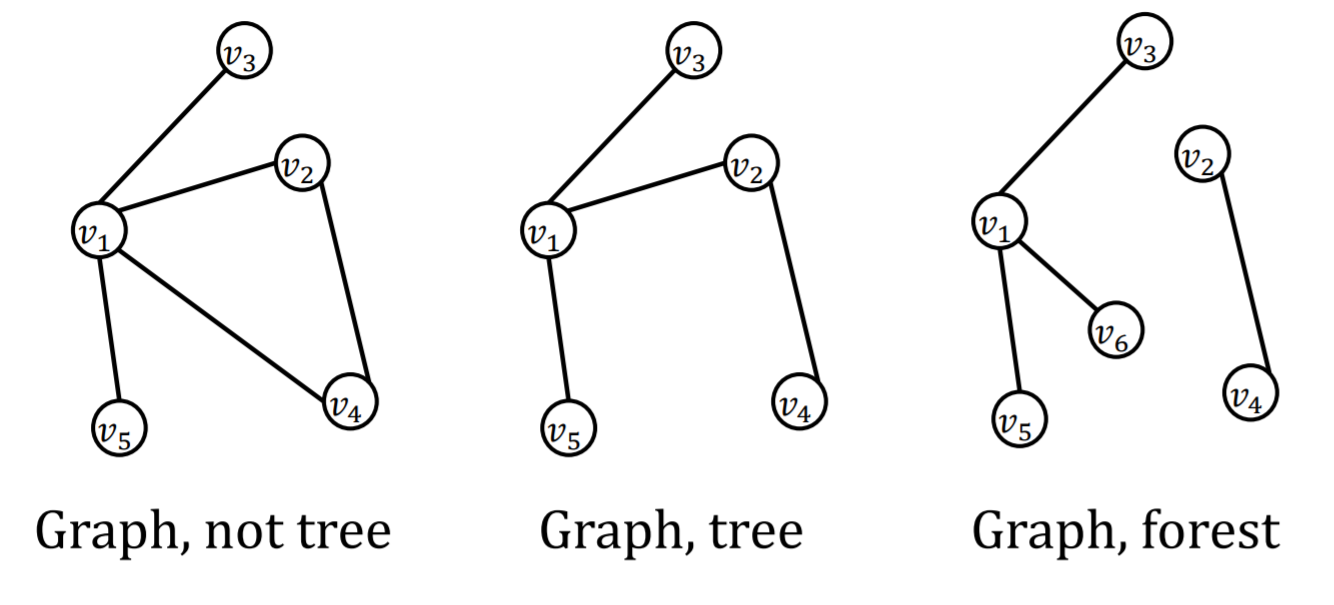 v₃
v₂
v₁
v₄
v₅
Graph, not tree
v₃
v₂
v₁
v₄
v₅
Graph, tree
v₃
v₂
v₁
v₆
v₄
v₅
Graph, forest